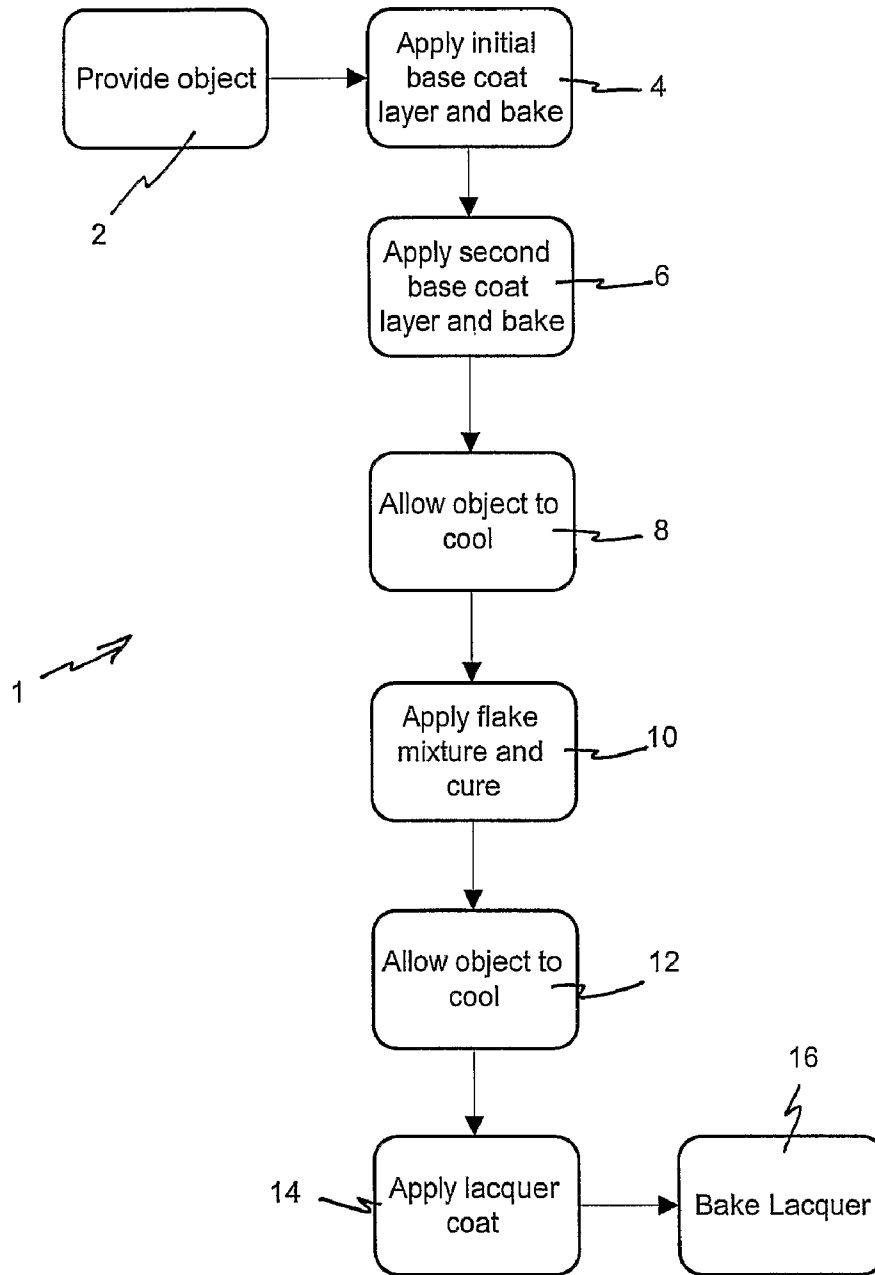 Provide object
2
Apply initial
base coat
layer and bake
4
Apply second
base coat
layer and bake
6
Allow object to
cool
8
1
Apply flake
mixture and
cure
10
Allow object to
cool
12
14
Apply lacquer
coat
16
Bake Lacquer